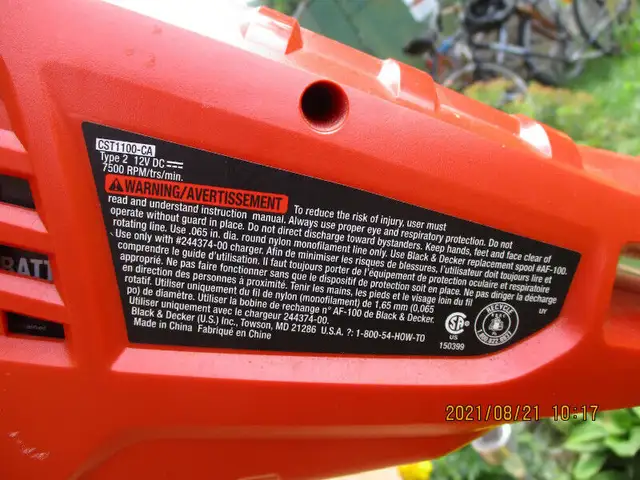 CST1100-CA
Type 2 12V DC
7500 RPM/trs/min.
WARNING/AVERTISSEMENT To reduce the risk of injury, user must
read and understand instruction manual. Always use proper eye and respiratory protection. Do not
operate without guard in place. Do not direct discharge toward bystanders. Keep hands, feet and face clear of
rotating line. Use .065 in. dia. round nylon monofilament line only. Use Black & Decker replacement spool #AF-100.
Use only with #244374-00 charger. Afin de minimiser les risques de blessures, l'utilisateur doit toujours lire et
comprendre le guide d'utilisation. Il faut toujours porter de l'équipement de protection oculaire et respiratoire
approprié. Ne pas faire fonctionner sans que le dispositif de protection soit en place. Ne pas diriger la décharge
en direction des personnes à proximité. Tenir les mains, les pieds et le visage loin du fil
rotatif. Utiliser uniquement du fil de nylon (monofilament) de 1.65 mm (0,065
po) de diamètre. Utiliser la bobine de rechange n° AF-100 de Black & Decker.
Utiliser uniquement avec le chargeur 244374-00.
Black & Decker (U.S.) Inc., Towson, MD 21286 U.S.A. ?: 1-800-54-HOW-TO
Made in China Fabriqué en Chine
US
150399
RECYCLE
2021/08/21 10:17